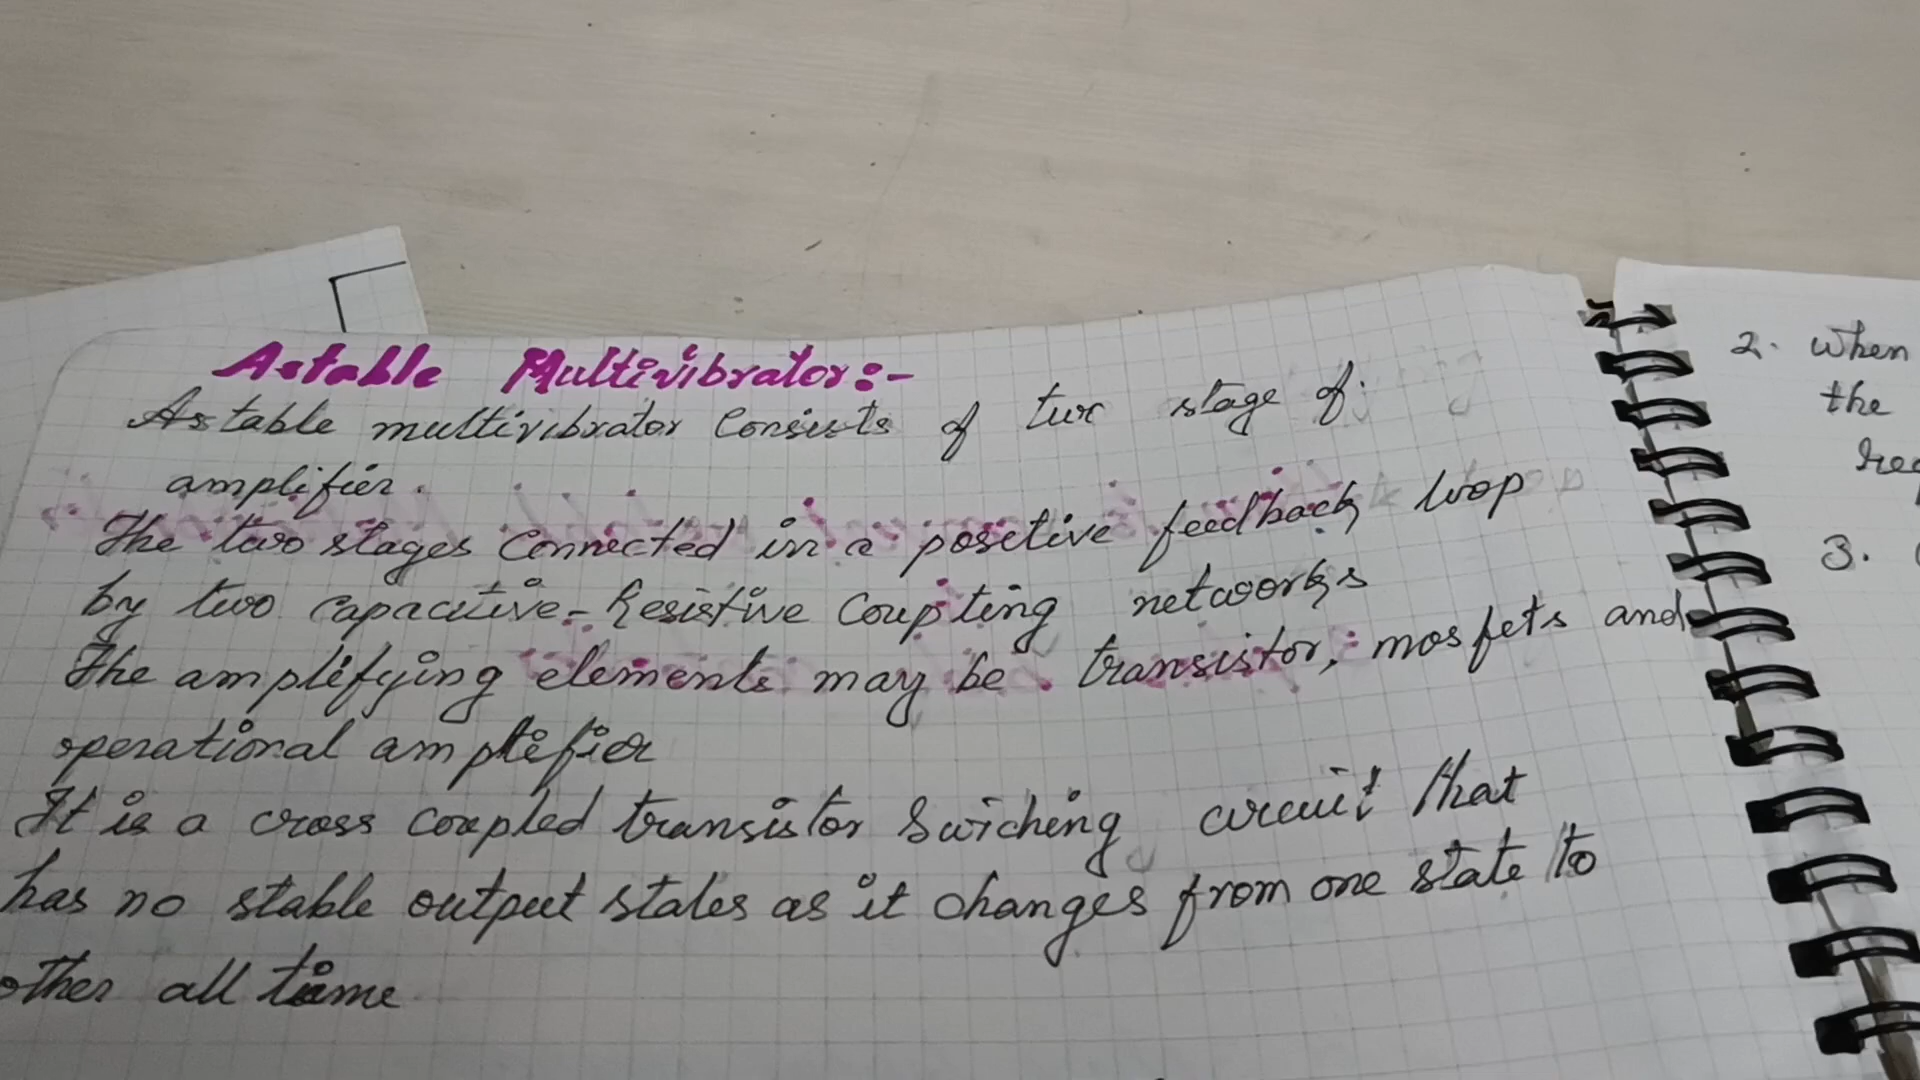 Astable Multivibrator:-
Astable multivibrator Consists of two stage of
amplifier.
The two stages Connected in a positive feedback loop
by two capacitive-Resistive Coupting networks
The amplifying elements may be transistor, mosfets and
operational amplifier
It is a cross coupled transistor Swiching circuit that
has no stable output states as it changes from one state to
other all time
2. when
the
3.